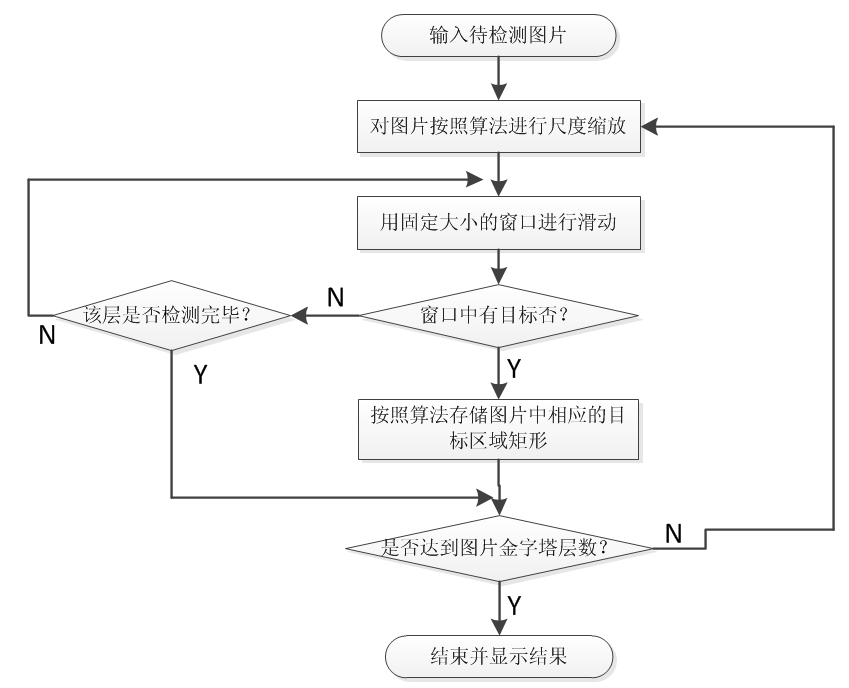 输入待检测图片
对图片按照算法进行尺度缩放
用固定大小的窗口进行滑动
N
该层是否检测完毕?
窗口中有目标否?
N
Y
Y
按照算法存储图片中相应的目
标区域矩形
是否达到图片金字塔层数?
N
Y
结束并显示结果